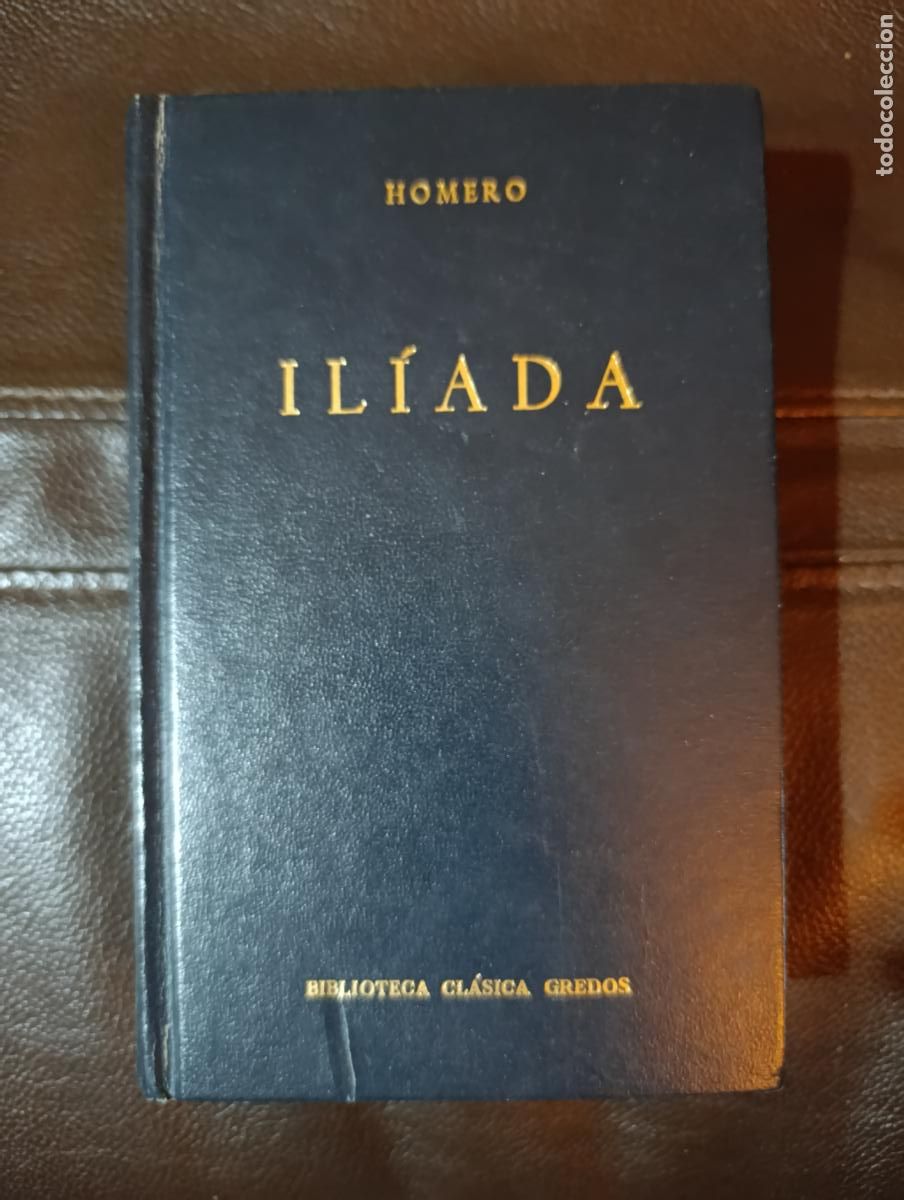 HOMERO
ILÍADA
BIBLIOTECA CLÁSICA GREDOS
todocoleccion